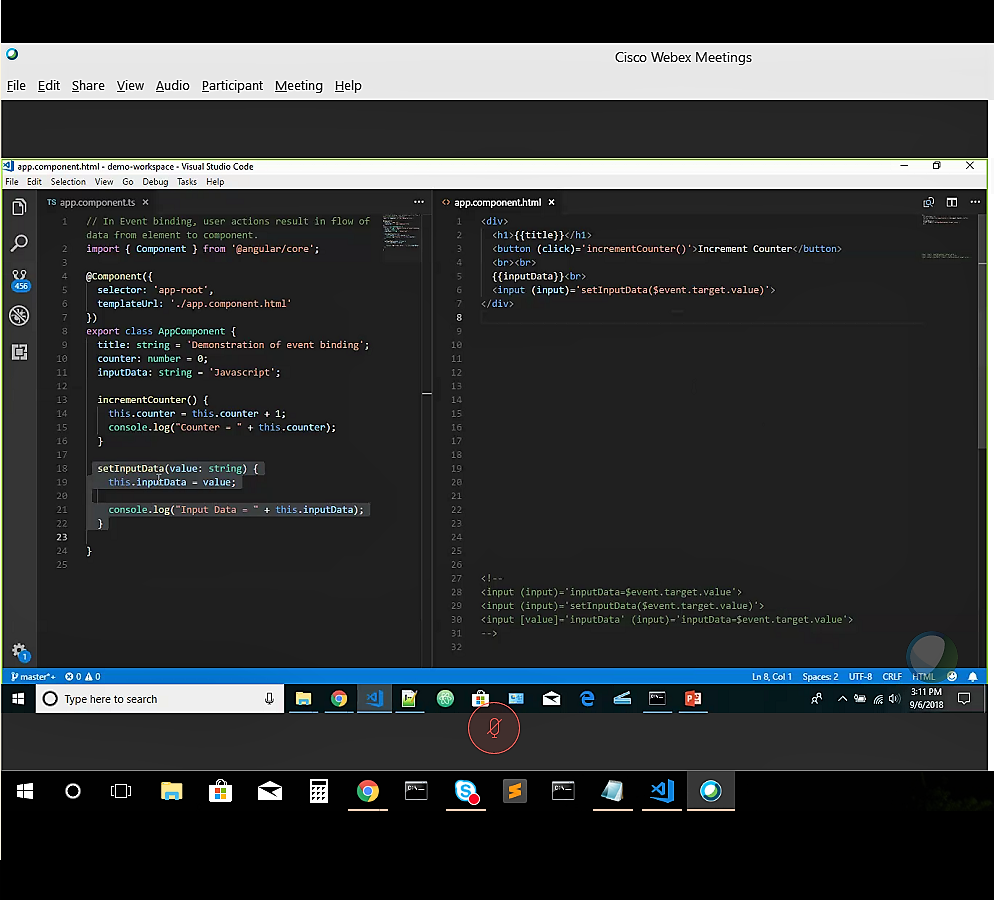 Cisco Webex Meetings
File Edit Share View Audio Participant Meeting Help
app.component.html - demo-workspace - Visual Studio Code
File Edit Selection View Go Debug Tasks Help
TS app.component.ts ×
1 // In Event binding, user actions result in flow of
data from element to component.
2 import { Component } from '@angular/core';
3
4 @Component({
5 selector: 'app-root',
6 templateUrl: './app.component.html'
7 })
8 export class AppComponent {
9 title: string = 'Demonstration of event binding';
10 counter: number = 0;
11 inputData: string = 'Javascript';
12
13 incrementCounter() {
14 this.counter = this.counter + 1;
15 console.log("Counter = " + this.counter);
16 }
17
18 setInputData(value: string) {
19 this.inputData = value;
20
21 console.log("Input Data = " + this.inputData);
22 }
23
24 }
25
<> app.component.html ×
1 <div>
2 <h1>{{title}}</h1>
3 <button (click)='incrementCounter()'>Increment Counter</button>
4 <br><br>
5 {{inputData}}<br>
6 <input (input)='setInputData($event.target.value)'>
7 </div>
8
9
10
11
12
13
14
15
16
17
18
19
20
21
22
23
24
25
26
27 <!--
28 <input (input)='inputData=$event.target.value'>
29 <input (input)='setInputData($event.target.value)'>
30 <input [value]='inputData' (input)='inputData=$event.target.value'>
31 -->
32
456
1
master*+ 0 0 Ln 8, Col 1 Spaces: 2 UTF-8 CRLF HTML
Type here to search
3:11 PM
9/6/2018